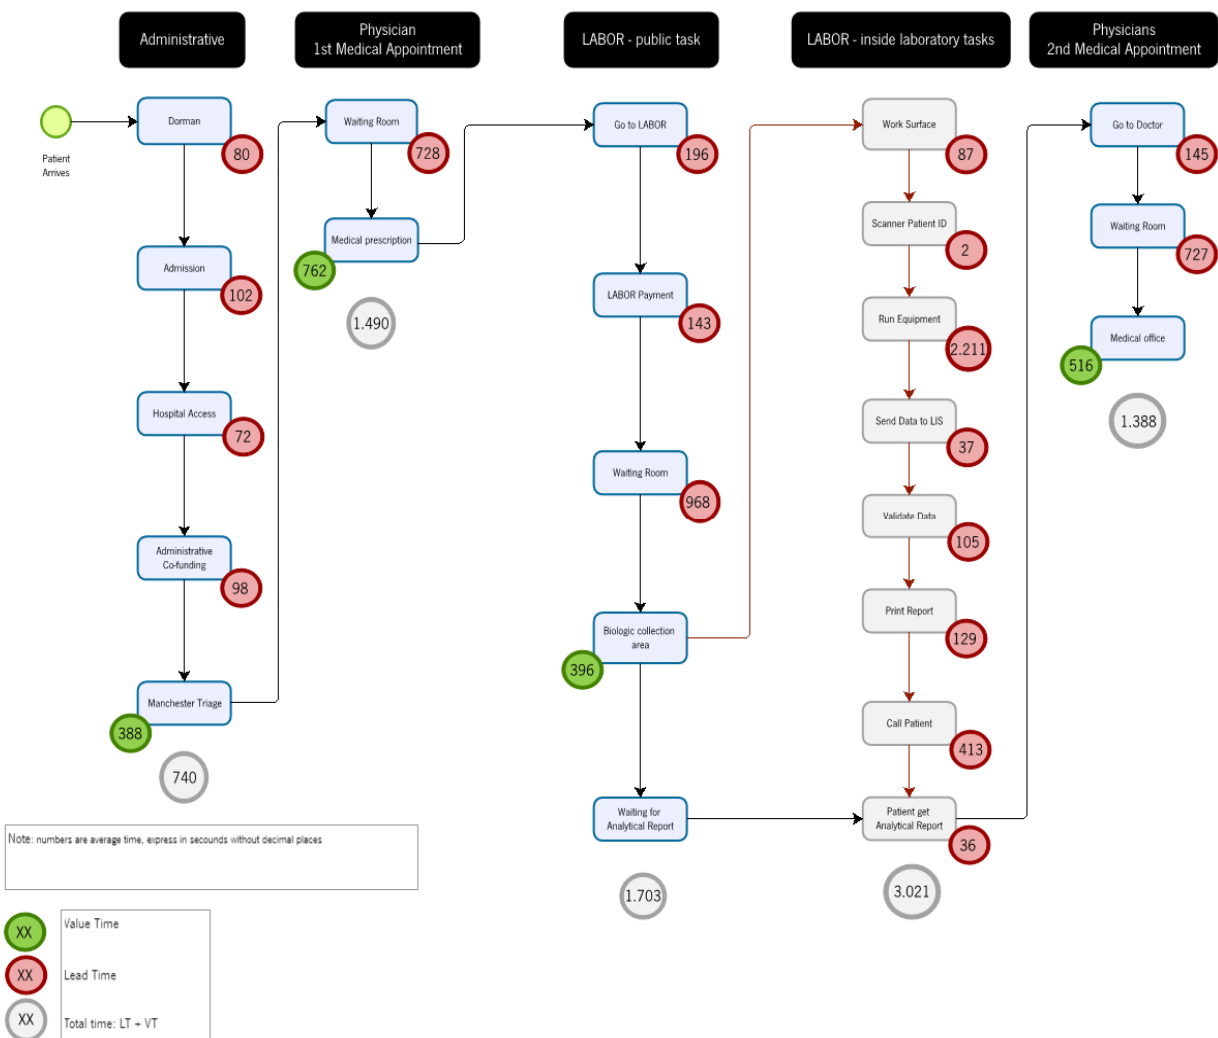 Administrative
Physician
1st Medical Appointment
LABOR - public task
LABOR - inside laboratory tasks
Physicians
2nd Medical Appointment
Patient
Arrives
Dorman
80
Admission
102
Hospital Access
72
Administrative
Co-funding
98
Manchester Triage
388
740
Waiting Room
728
Medical prescription
762
1.490
Go to LABOR
196
LABOR Payment
143
Waiting Room
968
Biologic collection
area
396
Waiting for
Analytical Report
1.703
Work Surface
87
Scanner Patient ID
2
Run Equipment
2.211
Send Data to LIS
37
Validate Data
105
Print Report
129
Call Patient
413
Patient get
Analytical Report
36
3.021
Go to Doctor
145
Waiting Room
727
Medical office
516
1.388
Note: numbers are average time, express in secounds without decimal places
XX
Value Time
XX
Lead Time
XX
Total time: LT + VT